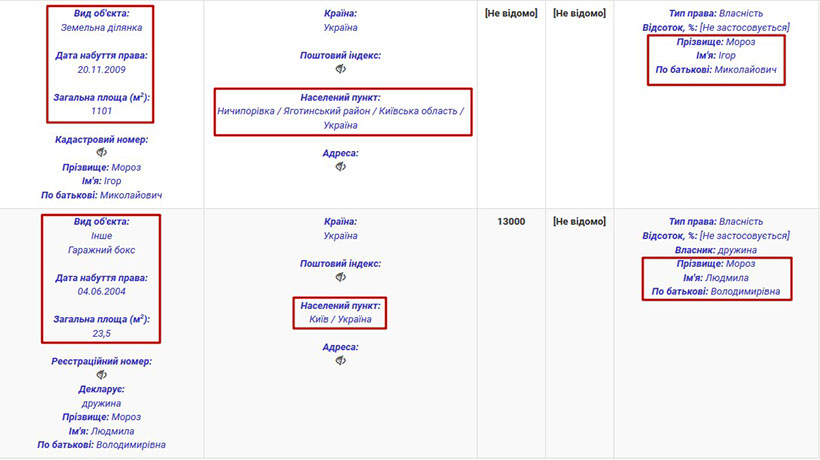 Вид об'єкта:
Земельна ділянка
Дата набуття права:
20.11.2009
Загальна площа (м²):
1101
Кадастровий номер:
Прізвище: Мороз
Ім'я: Ігор
По батькові: Миколайович
Країна:
Україна
Поштовий індекс:
Населений пункт:
Ничипорівка / Яготинський район / Київська область /
Україна
Адреса:
[Не відомо]
[Не відомо]
Тип права: Власність
Відсоток, %: [Не застосовується]
Прізвище: Мороз
Ім'я: Ігор
По батькові: Миколайович
Вид об'єкта:
Інше
Гаражний бокс
Дата набуття права:
04.06.2004
Загальна площа (м²):
23,5
Реєстраційний номер:
Декларує:
дружина
Прізвище: Мороз
Ім'я: Людмила
По батькові: Володимирівна
Країна:
Україна
Поштовий індекс:
Населений пункт:
Київ / Україна
Адреса:
13000
[Не відомо]
Тип права: Власність
Відсоток, %: [Не застосовується]
Власник: дружина
Прізвище: Мороз
Ім'я: Людмила
По батькові: Володимирівна